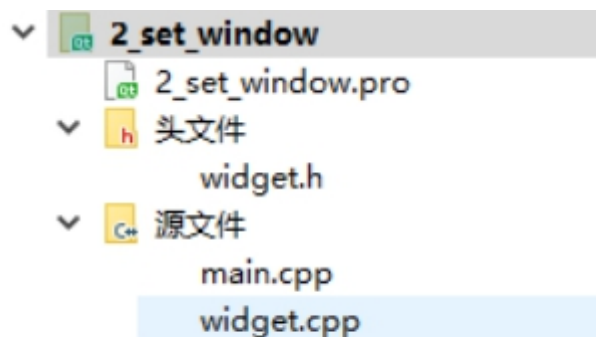 2_set_window
2_set_window.pro
头文件
widget.h
源文件
main.cpp
widget.cpp